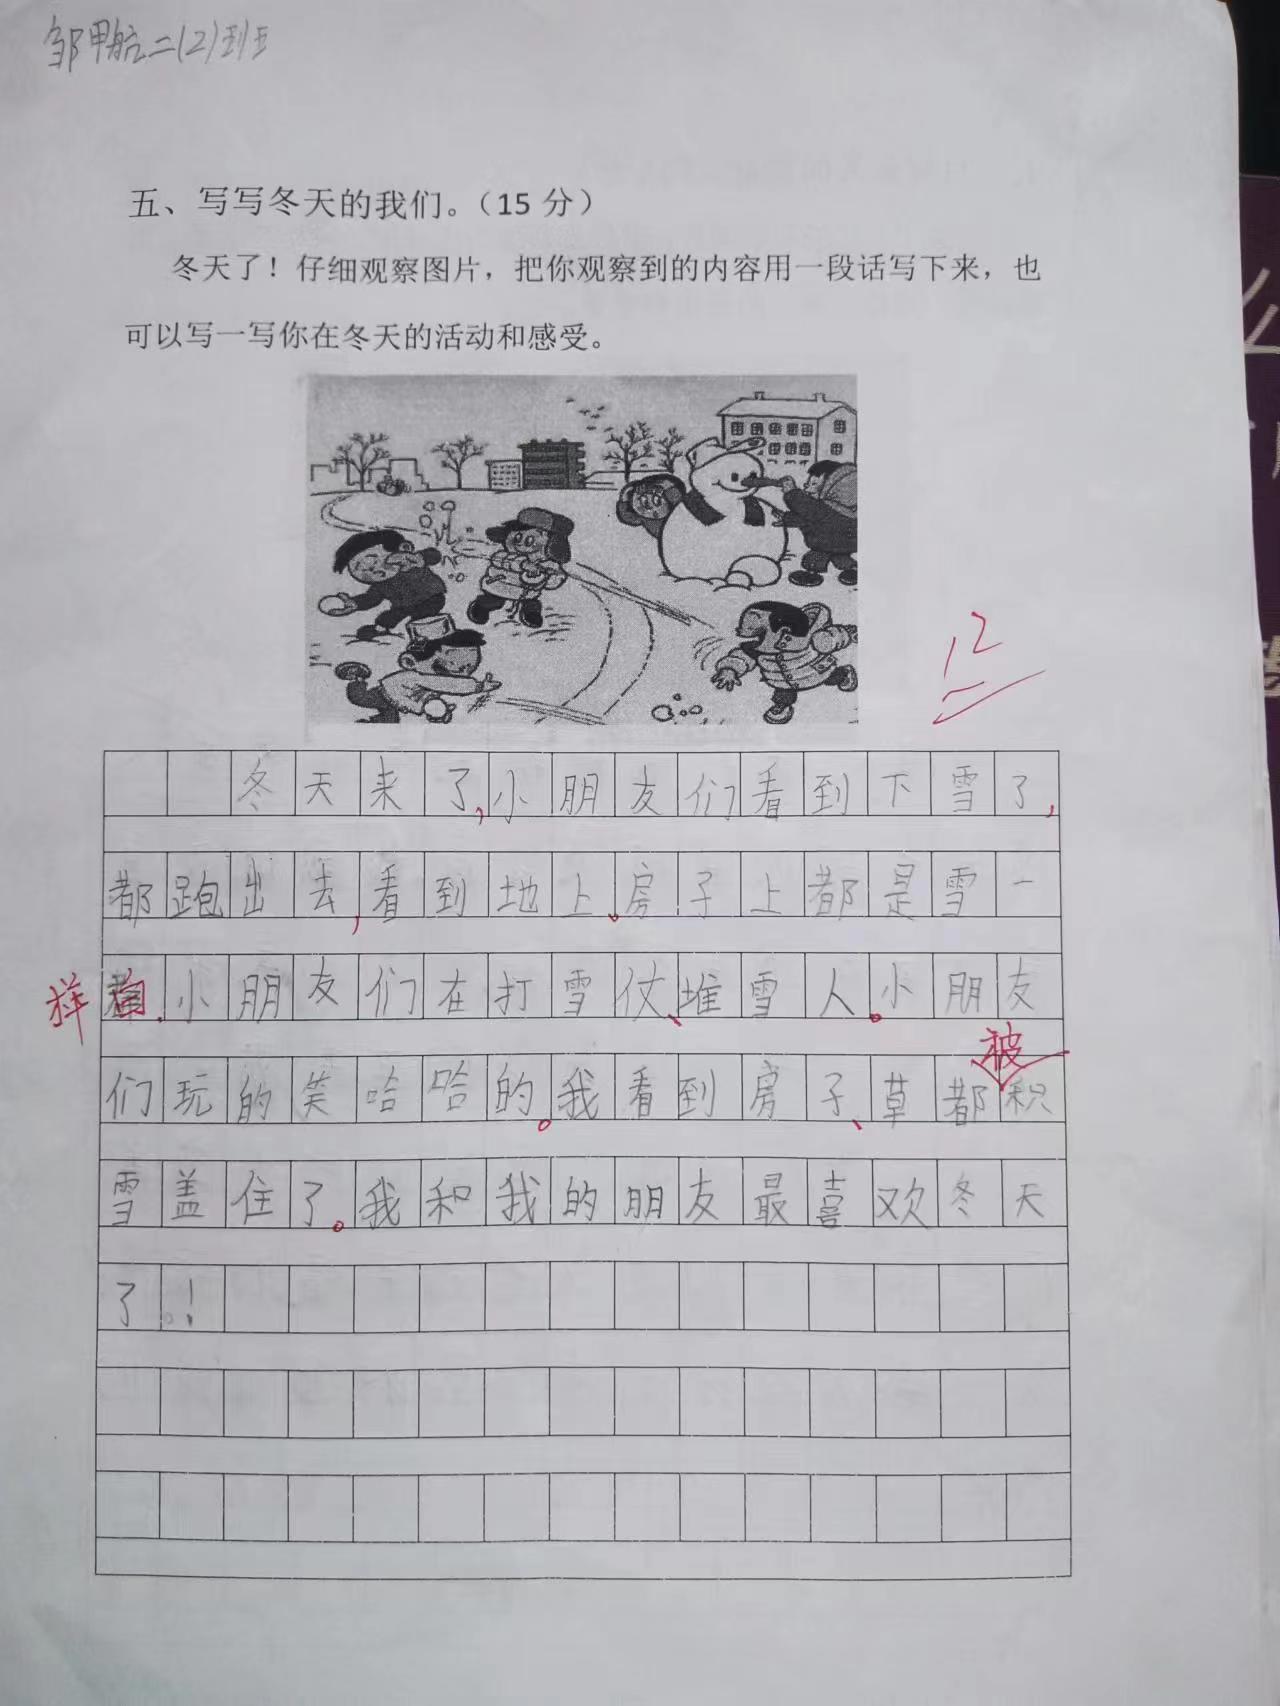 邹甲航二(2)班
五、写写冬天的我们。（15 分）
冬天了！仔细观察图片，把你观察到的内容用一段话写下来，也
可以写一写你在冬天的活动和感受。
12
冬天来了,小朋友们看到下雪了,
都跑出去,看到地上。房子上都是雪一
样白.小朋友们在打雪仗、堆雪人。小朋友
被
们玩的笑哈哈的。我看到房子、草都积
雪盖住了。我和我的朋友最喜欢冬天
了。！